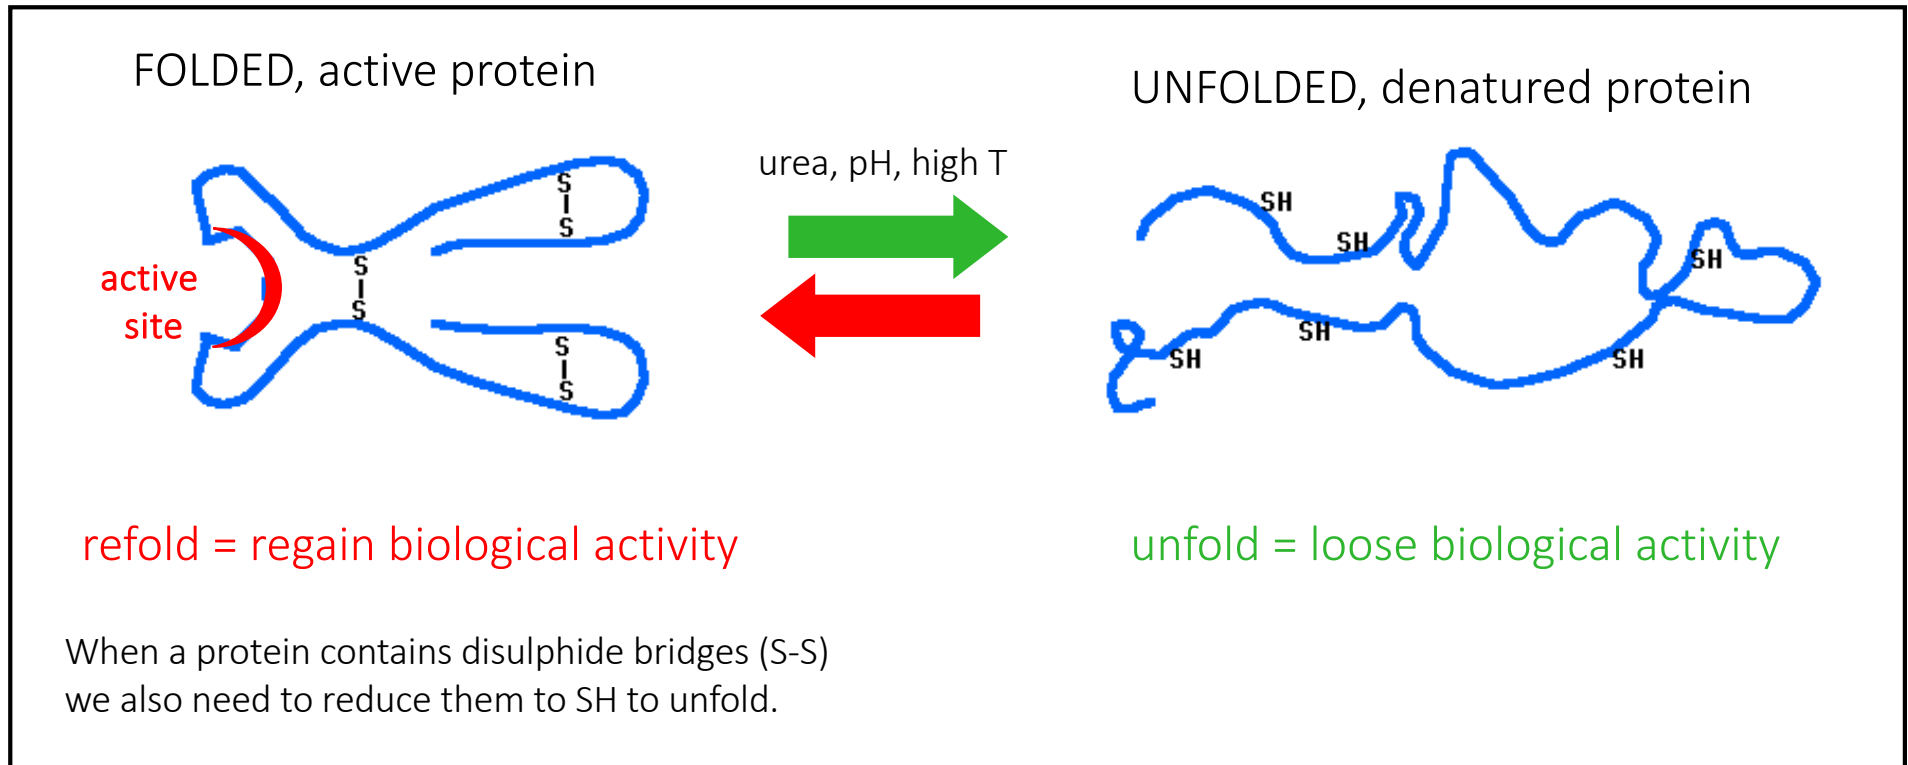 FOLDED, active protein
UNFOLDED, denatured protein
urea, pH, high T
S
S
S
S
active
site
S
S
SH
SH
SH
SH
SH
SH
refold = regain biological activity
unfold = loose biological activity
When a protein contains disulphide bridges (S-S)
we also need to reduce them to SH to unfold.